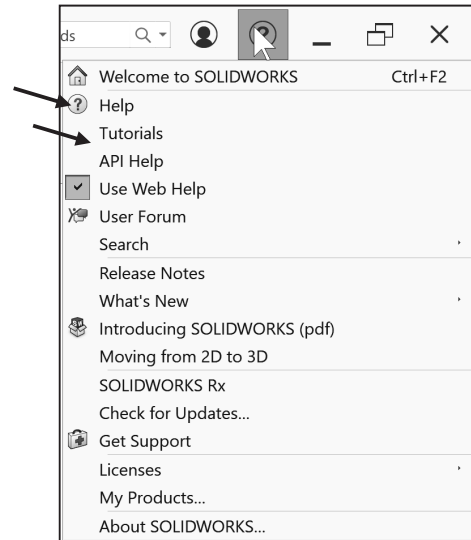 ds
Welcome to SOLIDWORKS Ctrl+F2
Help
Tutorials
API Help
Use Web Help
User Forum
Search
Release Notes
What's New
Introducing SOLIDWORKS (pdf)
Moving from 2D to 3D
SOLIDWORKS Rx
Check for Updates...
Get Support
Licenses
My Products...
About SOLIDWORKS...